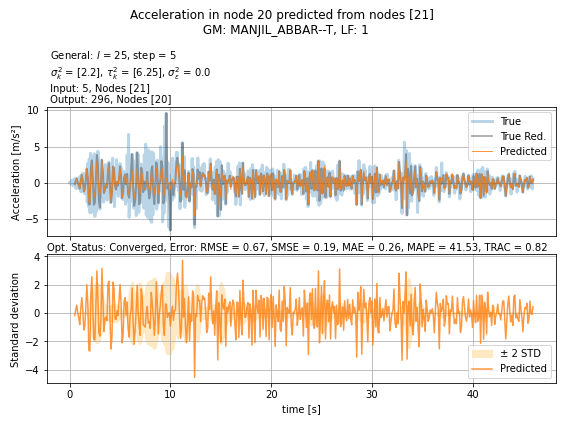 Acceleration in node 20 predicted from nodes [21]
GM: MANJIL_ABBAR--T, LF: 1
General: l = 25, step = 5
σ²ₖ = [2.2], τ²ₖ = [6.25], σ²ε = 0.0
Input: 5, Nodes [21]
Output: 296, Nodes [20]
10
5
0
−5
Acceleration [m/s²]
True
True Red.
Predicted
Opt. Status: Converged, Error: RMSE = 0.67, SMSE = 0.19, MAE = 0.26, MAPE = 41.53, TRAC = 0.82
4
2
0
−2
−4
Standard deviation
± 2 STD
Predicted
0
10
20
30
40
time [s]